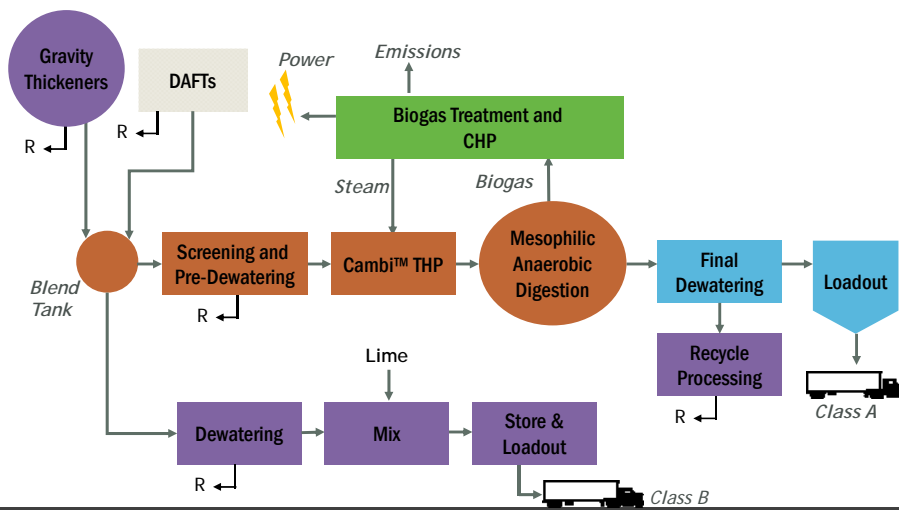 Gravity
Thickeners
DAFTs
R
R
Power
Emissions
Biogas Treatment and
CHP
Steam
Biogas
Blend
Tank
Screening and
Pre-Dewatering
R
Cambi™ THP
Mesophilic
Anaerobic
Digestion
Final
Dewatering
Loadout
Recycle
Processing
R
Class A
Lime
Dewatering
R
Mix
Store &
Loadout
Class B